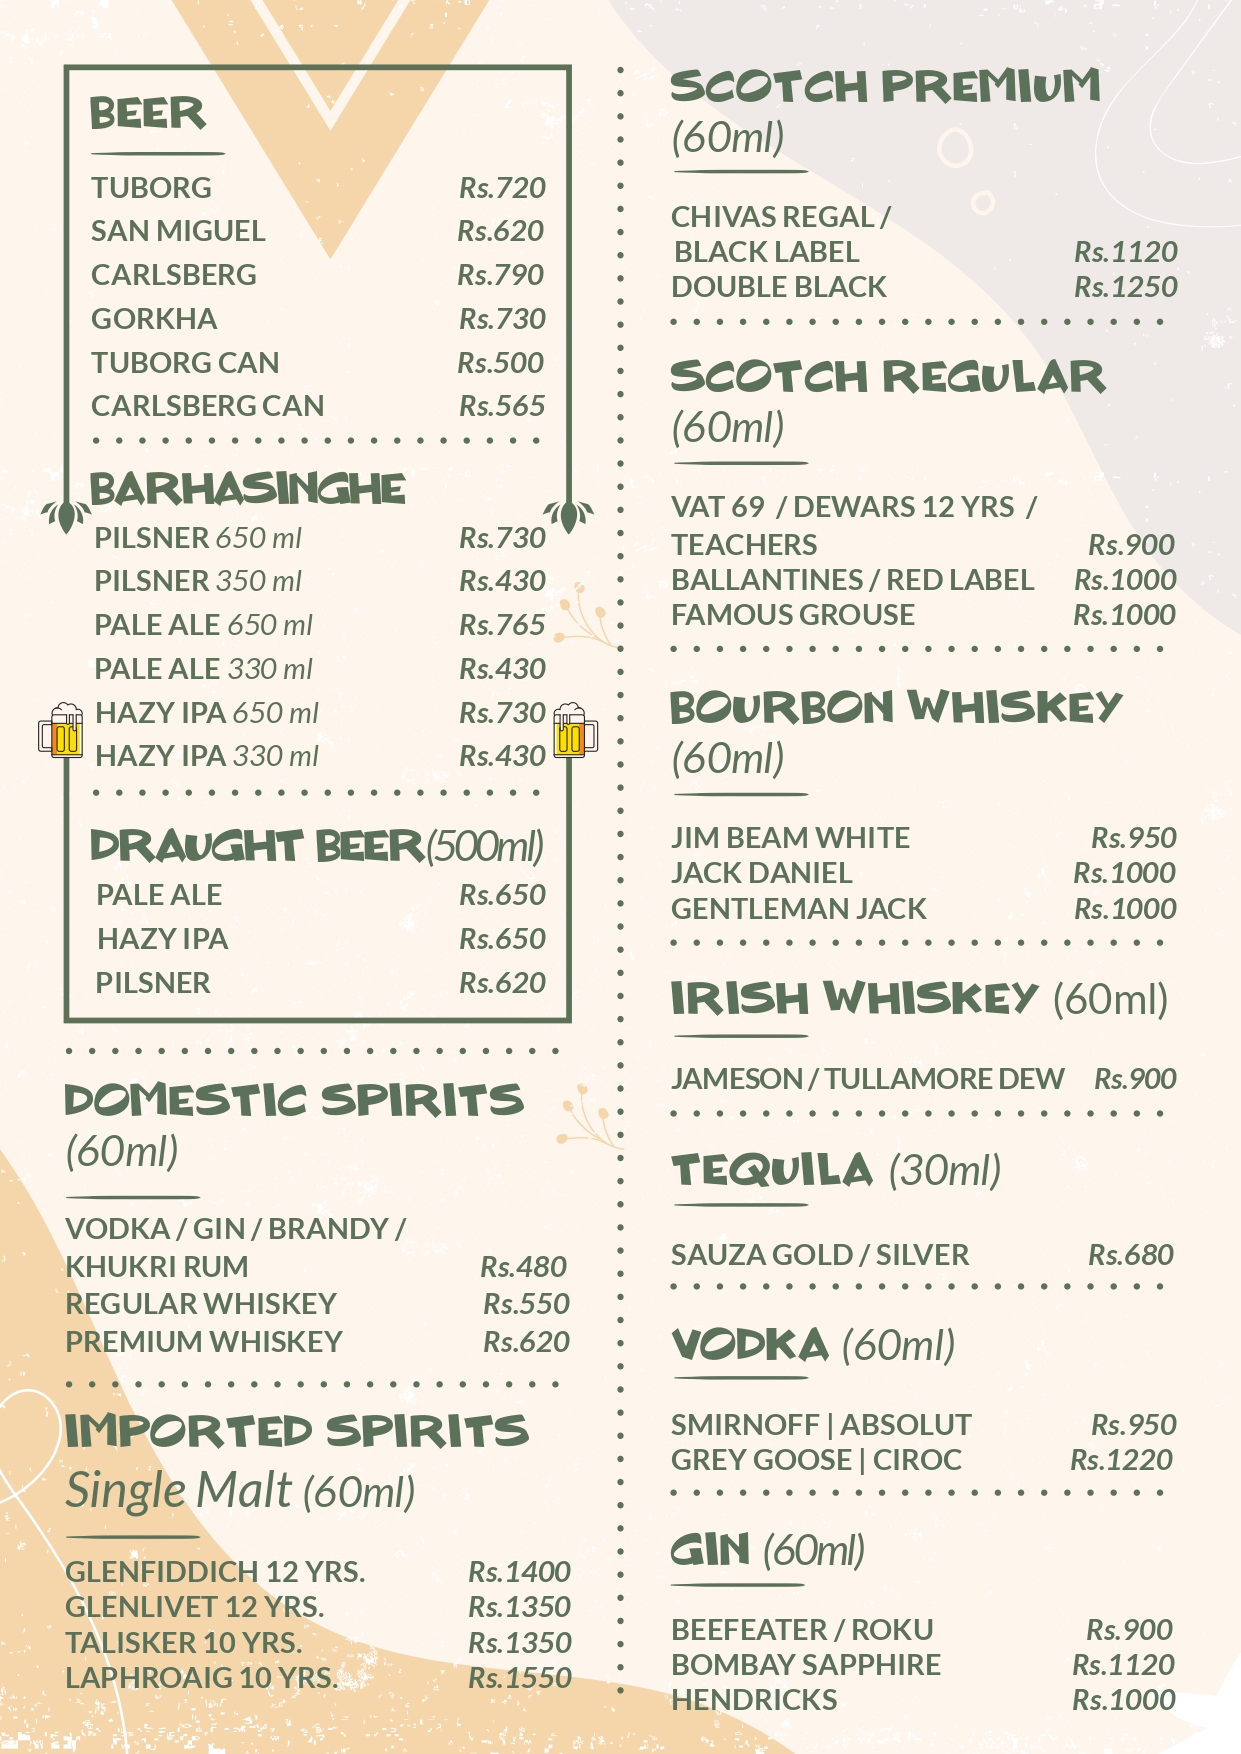 BEER
TUBORG Rs.720
SAN MIGUEL Rs.620
CARLSBERG Rs.790
GORKHA Rs.730
TUBORG CAN Rs.500
CARLSBERG CAN Rs.565
BARHASINGHE
PILSNER 650 ml Rs.730
PILSNER 350 ml Rs.430
PALE ALE 650 ml Rs.765
PALE ALE 330 ml Rs.430
HAZY IPA 650 ml Rs.730
HAZY IPA 330 ml Rs.430
DRAUGHT BEER(500ml)
PALE ALE Rs.650
HAZY IPA Rs.650
PILSNER Rs.620
DOMESTIC SPIRITS
(60ml)
VODKA / GIN / BRANDY /
KHUKRI RUM Rs.480
REGULAR WHISKEY Rs.550
PREMIUM WHISKEY Rs.620
IMPORTED SPIRITS
Single Malt (60ml)
GLENFIDDICH 12 YRS. Rs.1400
GLENLIVET 12 YRS. Rs.1350
TALISKER 10 YRS. Rs.1350
LAPHROAIG 10 YRS. Rs.1550
SCOTCH PREMIUM
(60ml)
CHIVAS REGAL /
BLACK LABEL Rs.1120
DOUBLE BLACK Rs.1250
SCOTCH REGULAR
(60ml)
VAT 69 / DEWARS 12 YRS /
TEACHERS Rs.900
BALLANTINES / RED LABEL Rs.1000
FAMOUS GROUSE Rs.1000
BOURBON WHISKEY
(60ml)
JIM BEAM WHITE Rs.950
JACK DANIEL Rs.1000
GENTLEMAN JACK Rs.1000
IRISH WHISKEY (60ml)
JAMESON / TULLAMORE DEW Rs.900
TEQUILA (30ml)
SAUZA GOLD / SILVER Rs.680
VODKA (60ml)
SMIRNOFF | ABSOLUT Rs.950
GREY GOOSE | CIROC Rs.1220
GIN (60ml)
BEEFEATER / ROKU Rs.900
BOMBAY SAPPHIRE Rs.1120
HENDRICKS Rs.1000